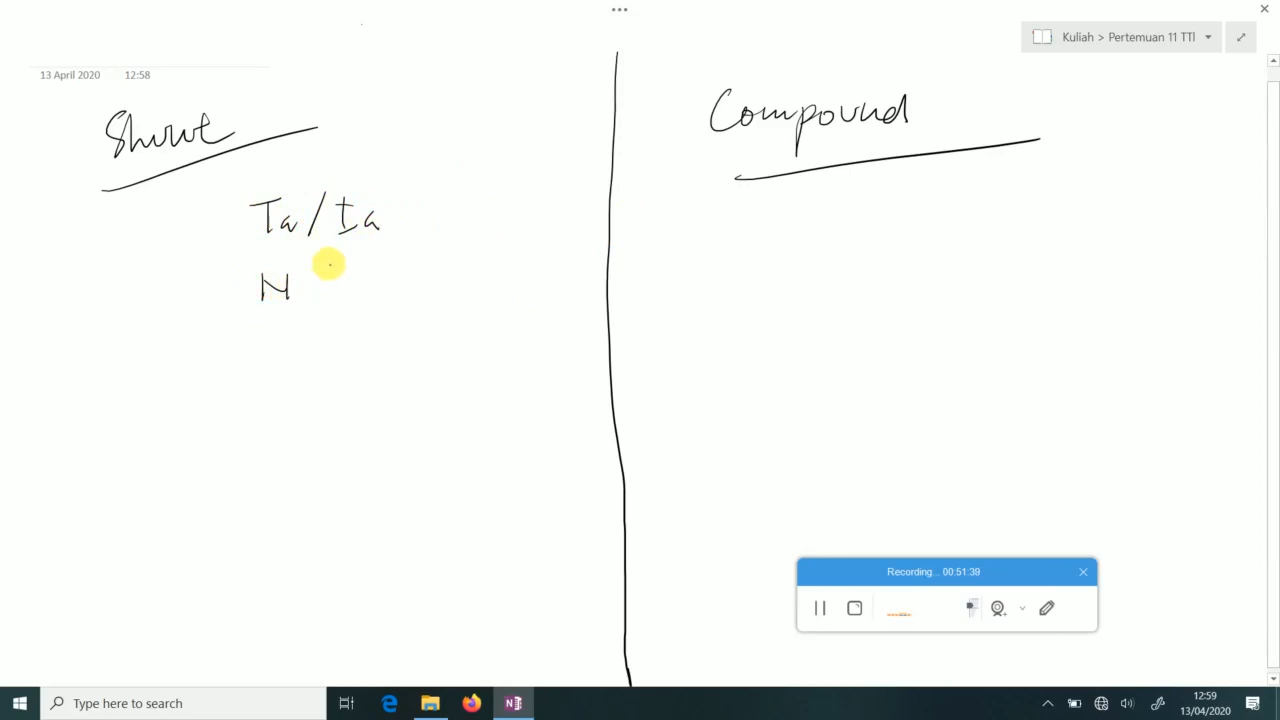 Kuliah > Pertemuan 11 TTI
13 April 2020 12:58
Shunt
Compound
Ta/Ia
N
Recording... 00:51:39
Type here to search
12:59
13/04/2020